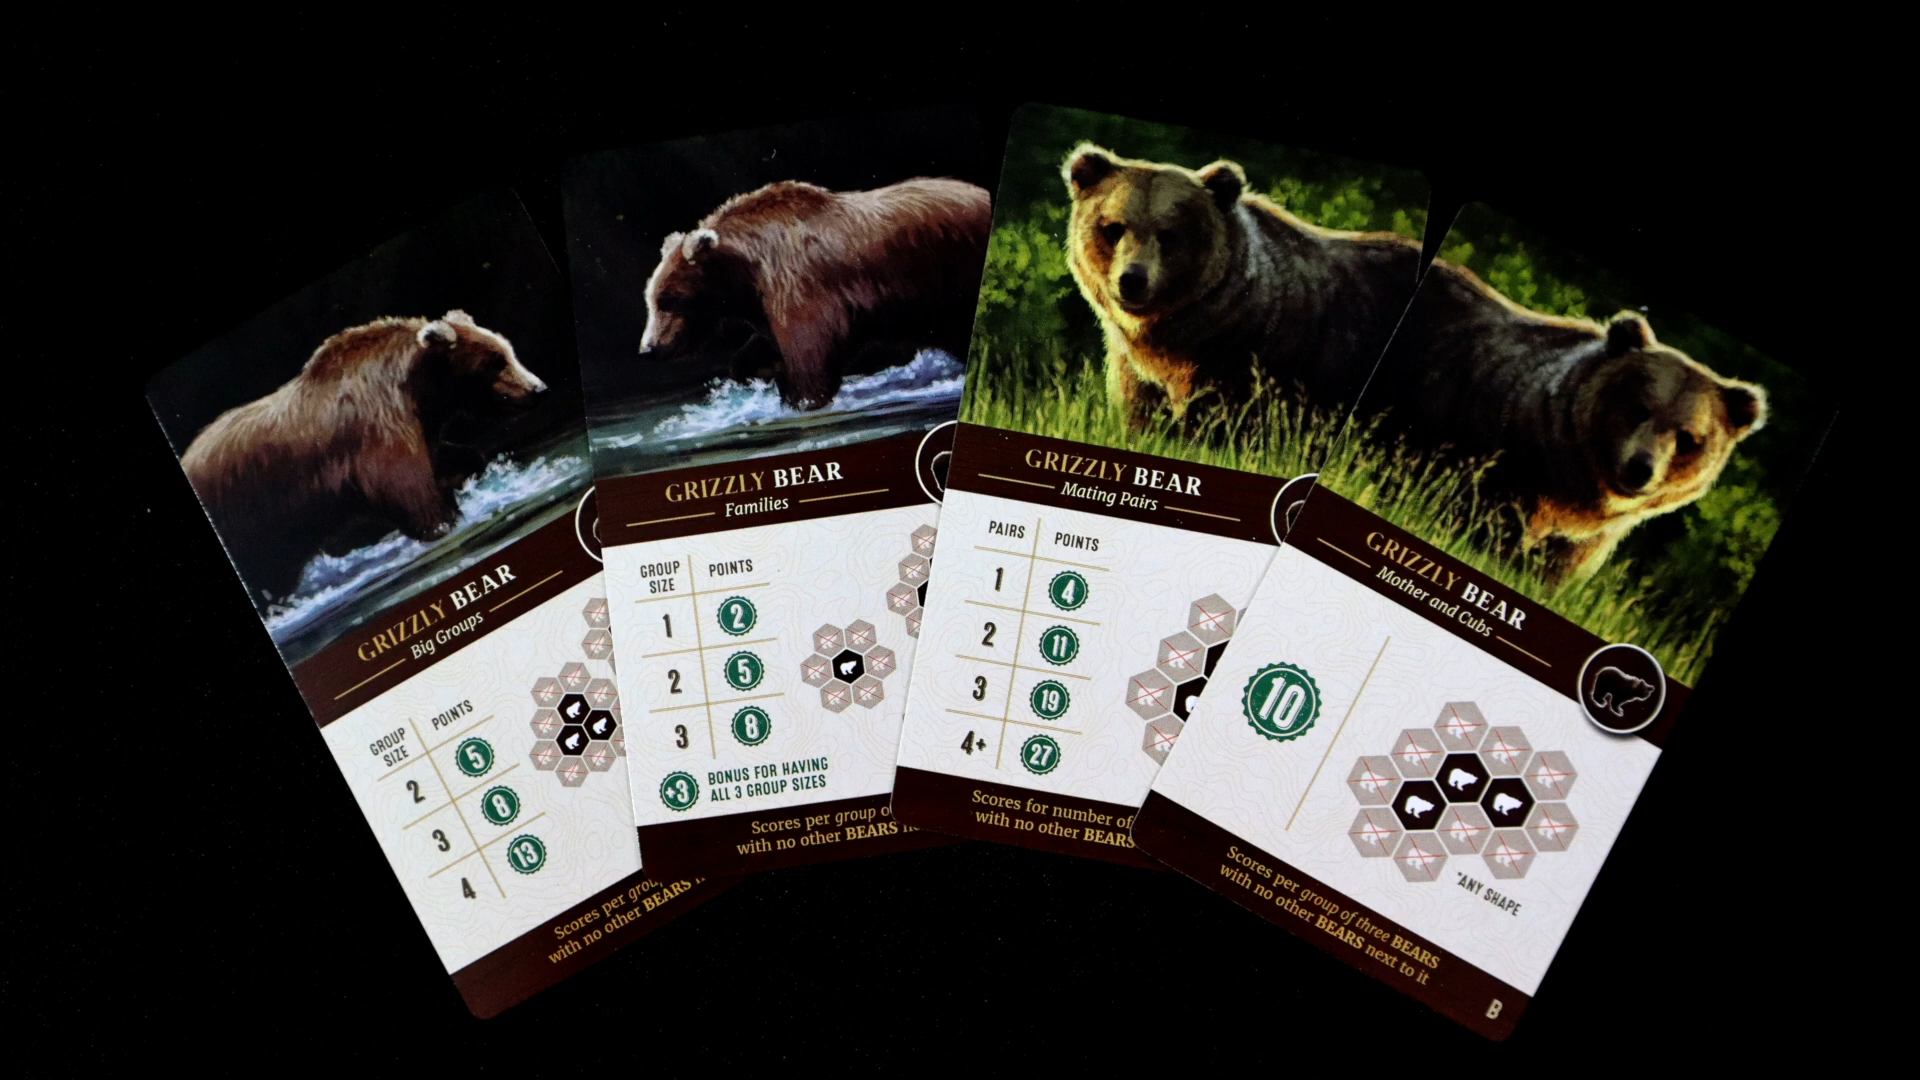 GRIZZLY BEAR
Big Groups
GROUP
SIZE
POINTS
2 5
3 8
4 13
Scores per
with no other BEARS
GRIZZLY BEAR
Families
GROUP
SIZE
POINTS
1 2
2 5
3 8
+3 BONUS FOR HAVING
ALL 3 GROUP SIZES
Scores per group
with no other BEARS
GRIZZLY BEAR
Mating Pairs
PAIRS POINTS
1 4
2 11
3 19
4+ 27
Scores for number of
with no other BEARS
GRIZZLY BEAR
Mother and Cubs
10
*ANY SHAPE
Scores per group of three BEARS
with no other BEARS next to it
B